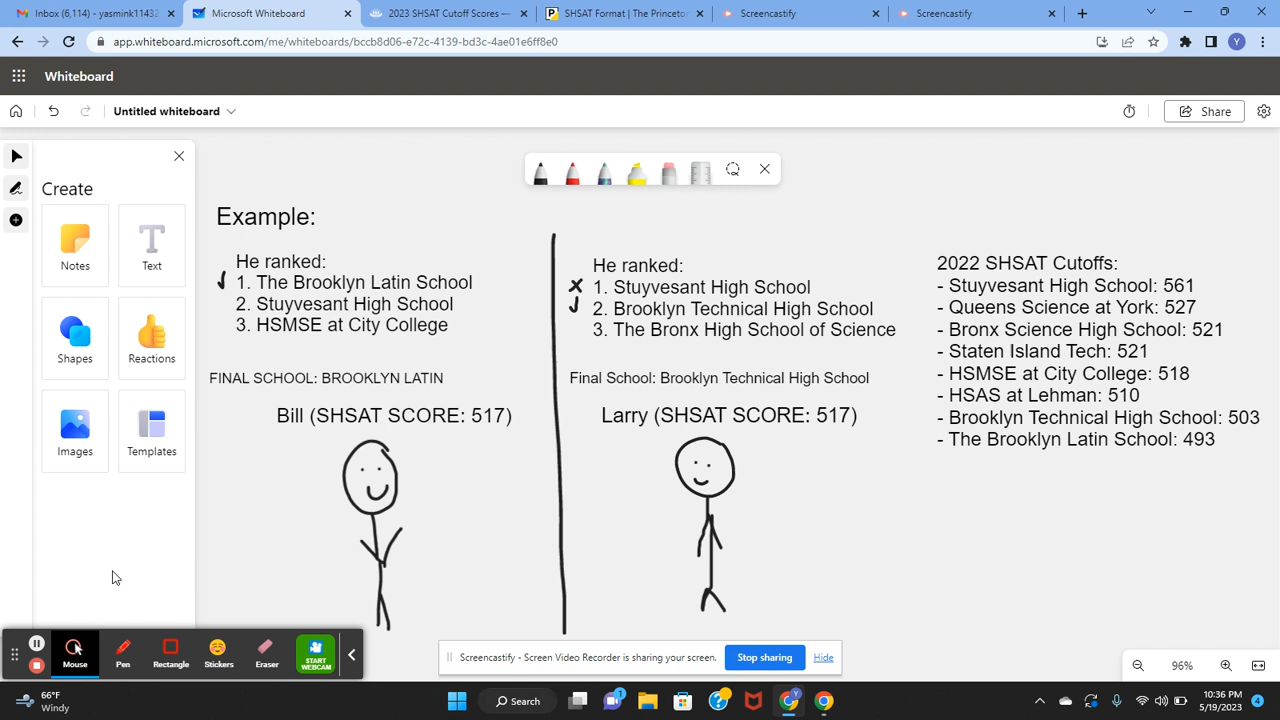 Inbox (6,114) - yasmink11432
Microsoft Whiteboard
2023 SHSAT Cutoff Scores —
SHSAT Format | The Princeto
Screencastify
Screencastify
app.whiteboard.microsoft.com/me/whiteboards/bccb8d06-e72c-4139-bd3c-4ae01e6ff8e0
Y
Whiteboard
Untitled whiteboard
Share
Create
Notes
Text
Shapes
Reactions
Images
Templates
Example:
He ranked:
1. The Brooklyn Latin School
2. Stuyvesant High School
3. HSMSE at City College
FINAL SCHOOL: BROOKLYN LATIN
Bill (SHSAT SCORE: 517)
He ranked:
1. Stuyvesant High School
2. Brooklyn Technical High School
3. The Bronx High School of Science
Final School: Brooklyn Technical High School
Larry (SHSAT SCORE: 517)
2022 SHSAT Cutoffs:
- Stuyvesant High School: 561
- Queens Science at York: 527
- Bronx Science High School: 521
- Staten Island Tech: 521
- HSMSE at City College: 518
- HSAS at Lehman: 510
- Brooklyn Technical High School: 503
- The Brooklyn Latin School: 493
Mouse
Pen
Rectangle
Stickers
Eraser
START
WEBCAM
Screencastify - Screen Video Recorder is sharing your screen.
Stop sharing
Hide
96%
66°F
Windy
Search
1
10:36 PM
5/19/2023
4